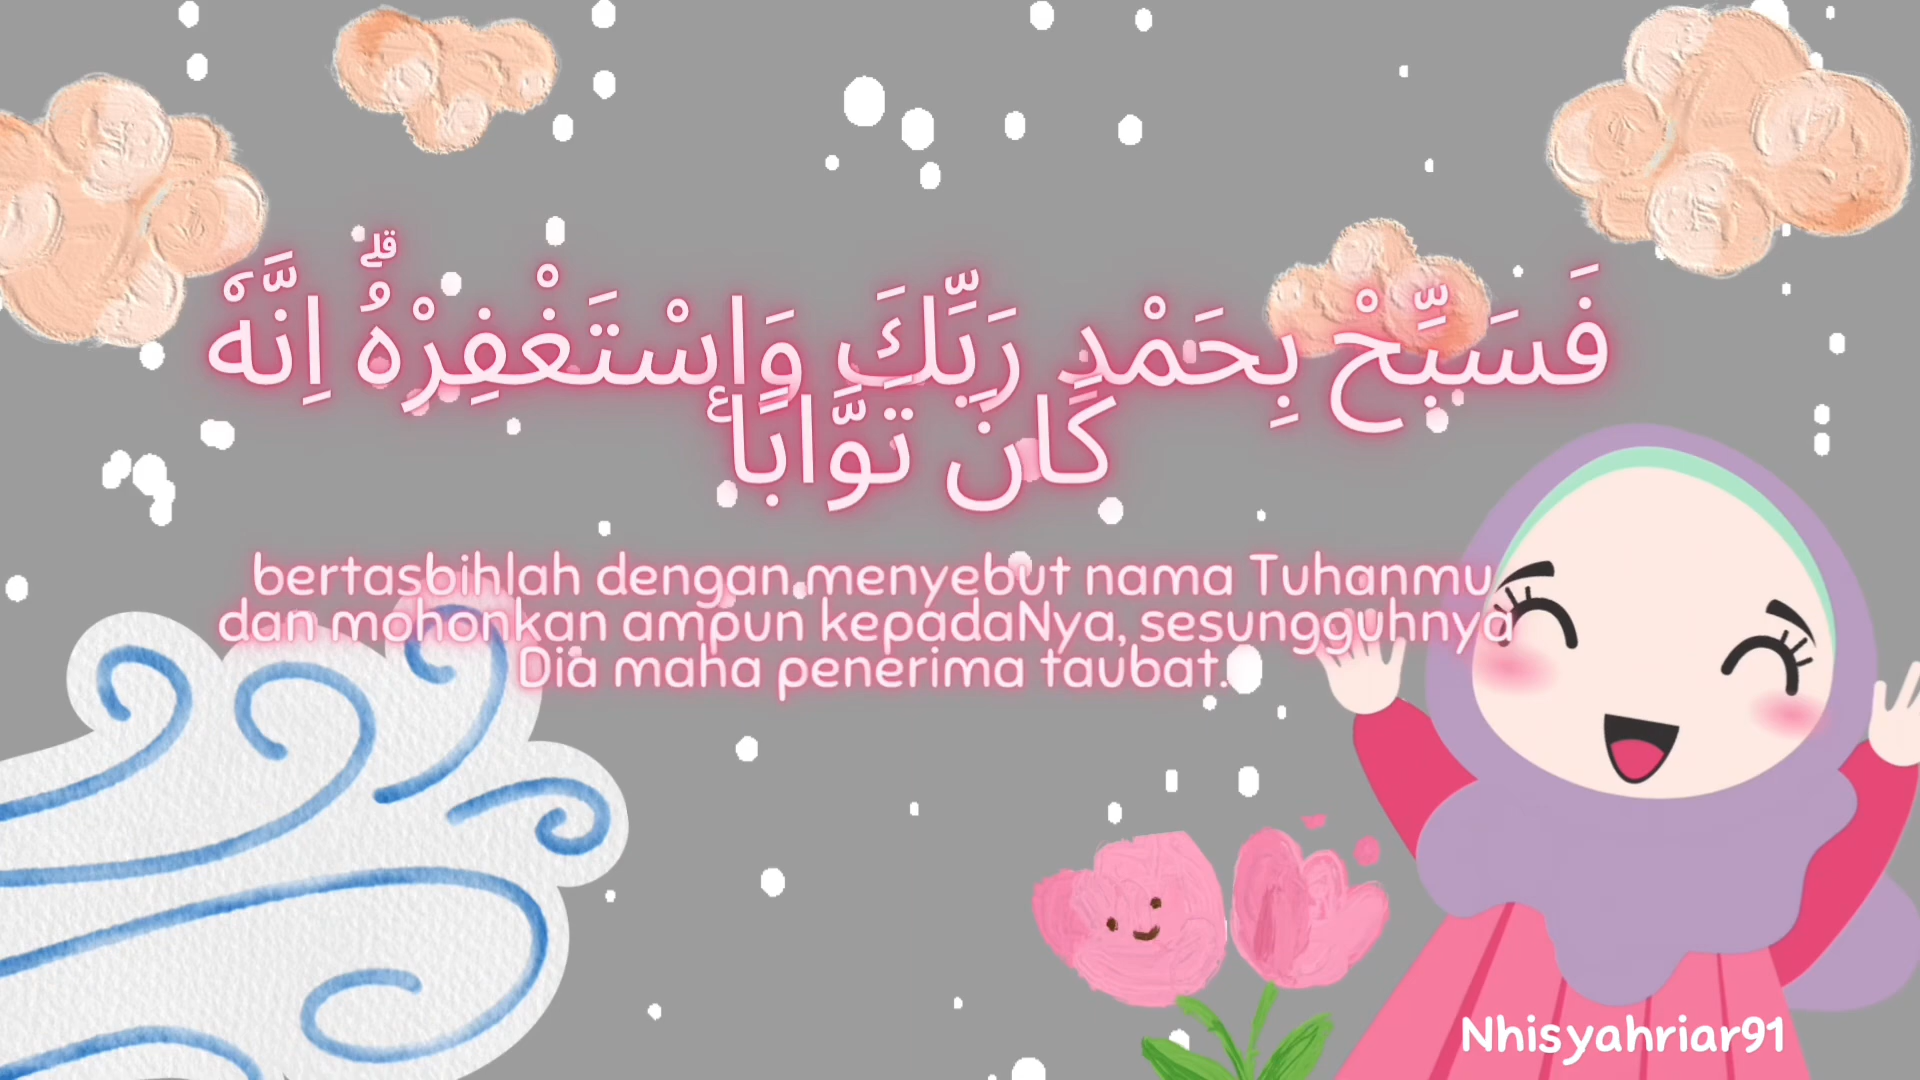 فَسَبِّحْ بِحَمْدِ رَبِّكَ وَاسْتَغْفِرْهُۗ اِنَّهٗ
كَانَ تَوَّابًا ࣖ
bertasbihlah dengan menyebut nama Tuhanmu
dan mohonkan ampun kepadaNya, sesungguhnya
Dia maha penerima taubat.
Nhisyahriar91